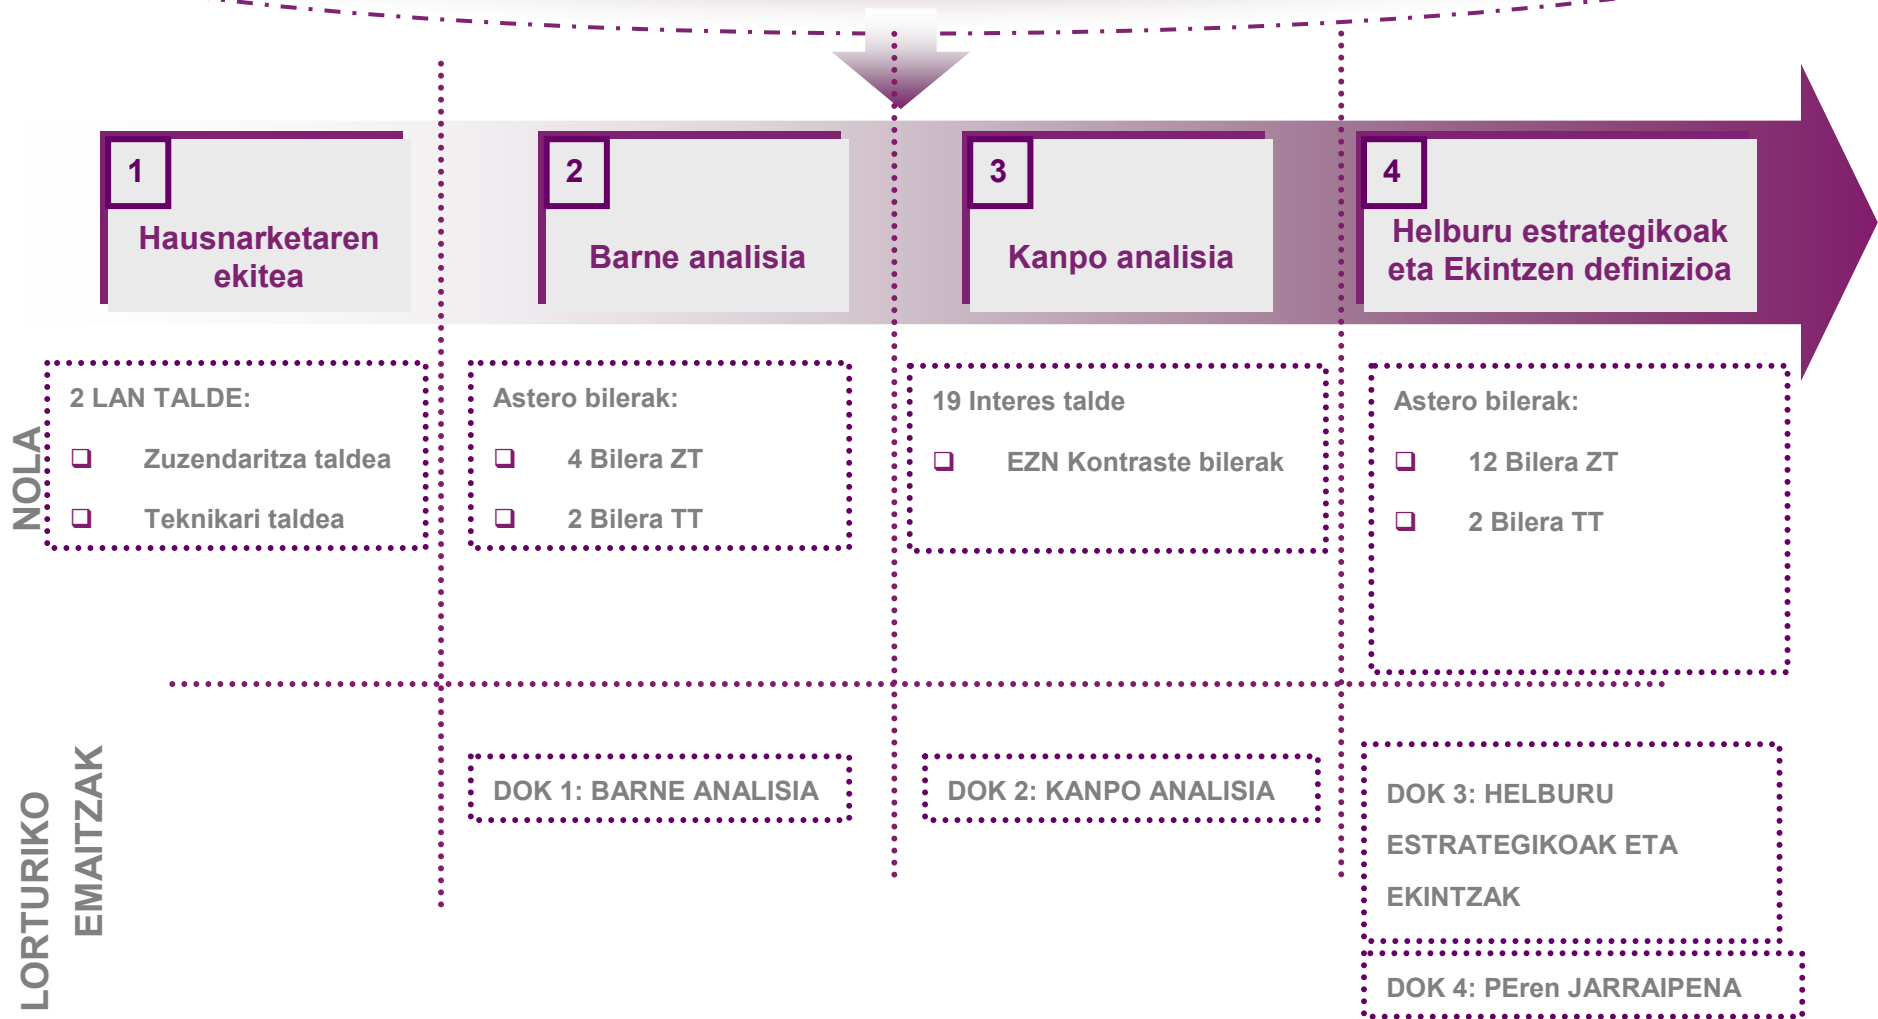 1
Hausnarketaren
ekitea
2
Barne analisia
3
Kanpo analisia
4
Helburu estrategikoak
eta Ekintzen definizioa
NOLA
2 LAN TALDE:
Zuzendaritza taldea
Teknikari taldea
Astero bilerak:
4 Bilera ZT
2 Bilera TT
19 Interes talde
EZN Kontraste bilerak
Astero bilerak:
12 Bilera ZT
2 Bilera TT
LORTURIKO
EMAITZAK
DOK 1: BARNE ANALISIA
DOK 2: KANPO ANALISIA
DOK 3: HELBURU
ESTRATEGIKOAK ETA
EKINTZAK
DOK 4: PEren JARRAIPENA